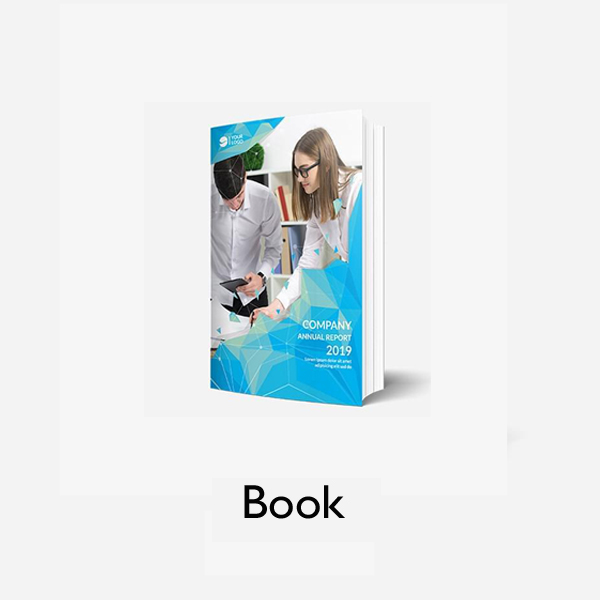 YOUR
LOGO
COMPANY
ANNUAL REPORT
2019
Lorem ipsum dolor sit amet
adipiscing elit sed do
Book